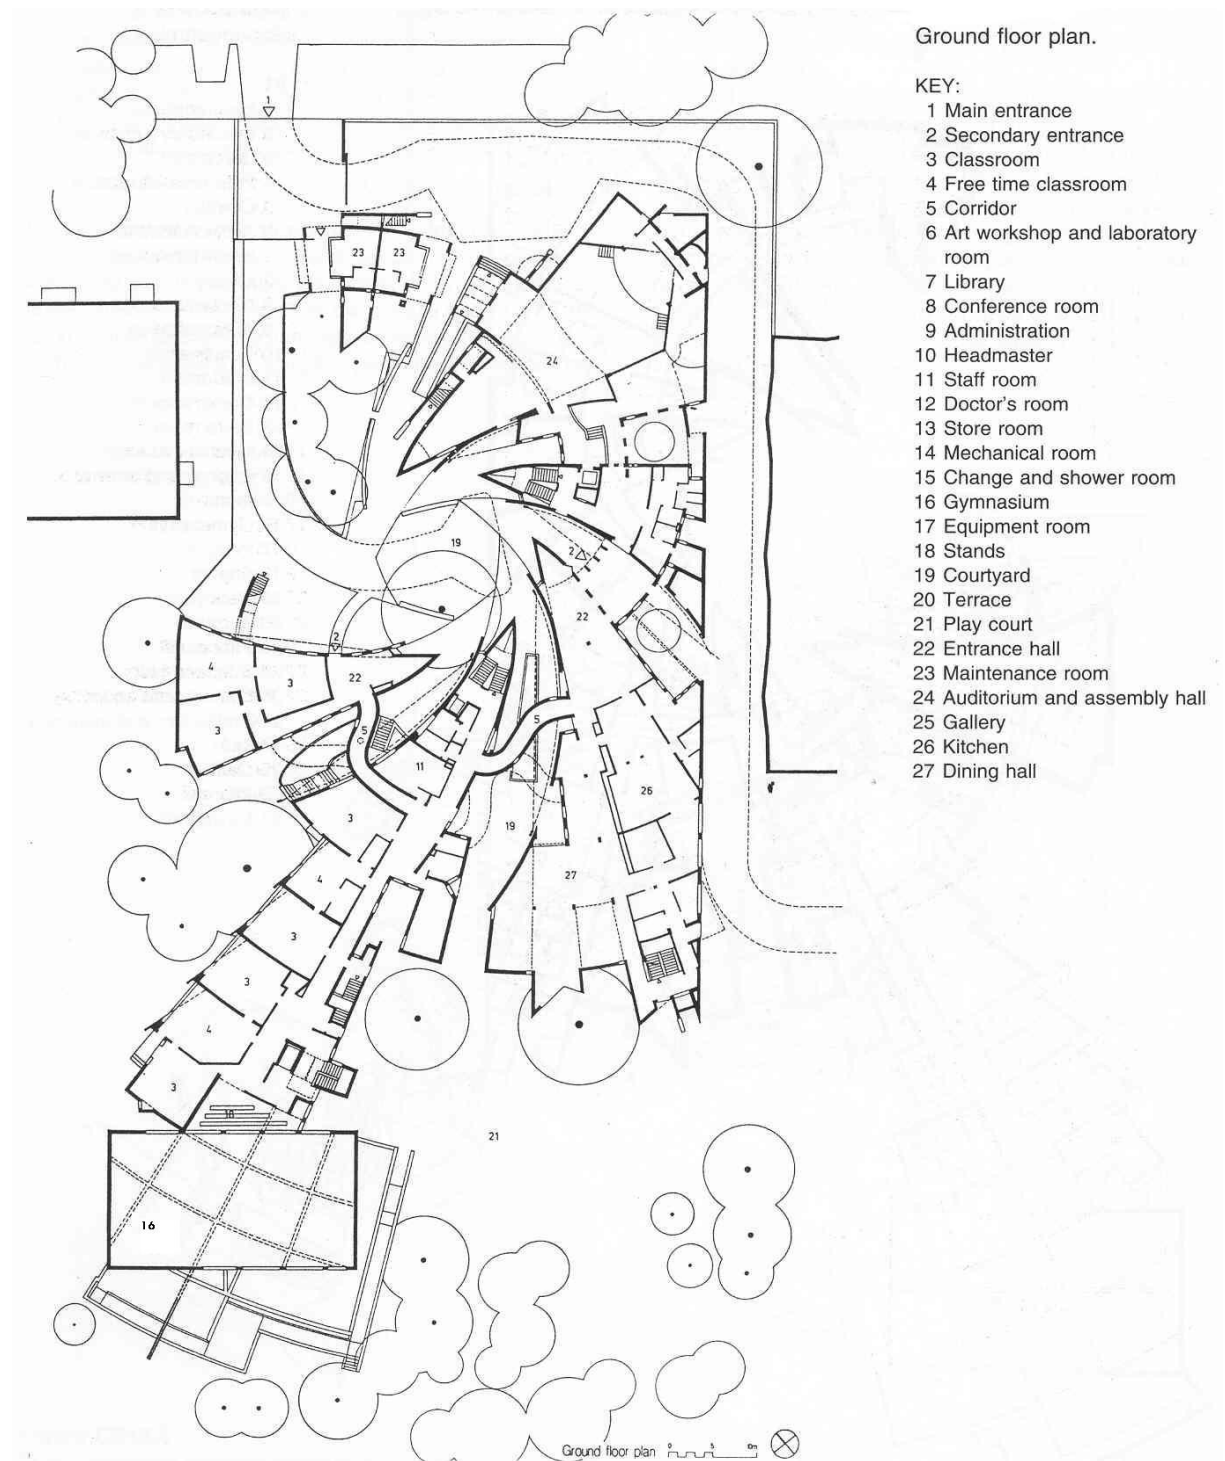 Ground floor plan.
KEY:
1 Main entrance
2 Secondary entrance
3 Classroom
4 Free time classroom
5 Corridor
6 Art workshop and laboratory
room
7 Library
8 Conference room
9 Administration
10 Headmaster
11 Staff room
12 Doctor's room
13 Store room
14 Mechanical room
15 Change and shower room
16 Gymnasium
17 Equipment room
18 Stands
19 Courtyard
20 Terrace
21 Play court
22 Entrance hall
23 Maintenance room
24 Auditorium and assembly hall
25 Gallery
26 Kitchen
27 Dining hall
1
23 23
24
19
2
22
2
4
3
22
3
5
5
11
26
3
19
4
27
3
3
4
3
18
21
16
Ground floor plan 0 5 10m